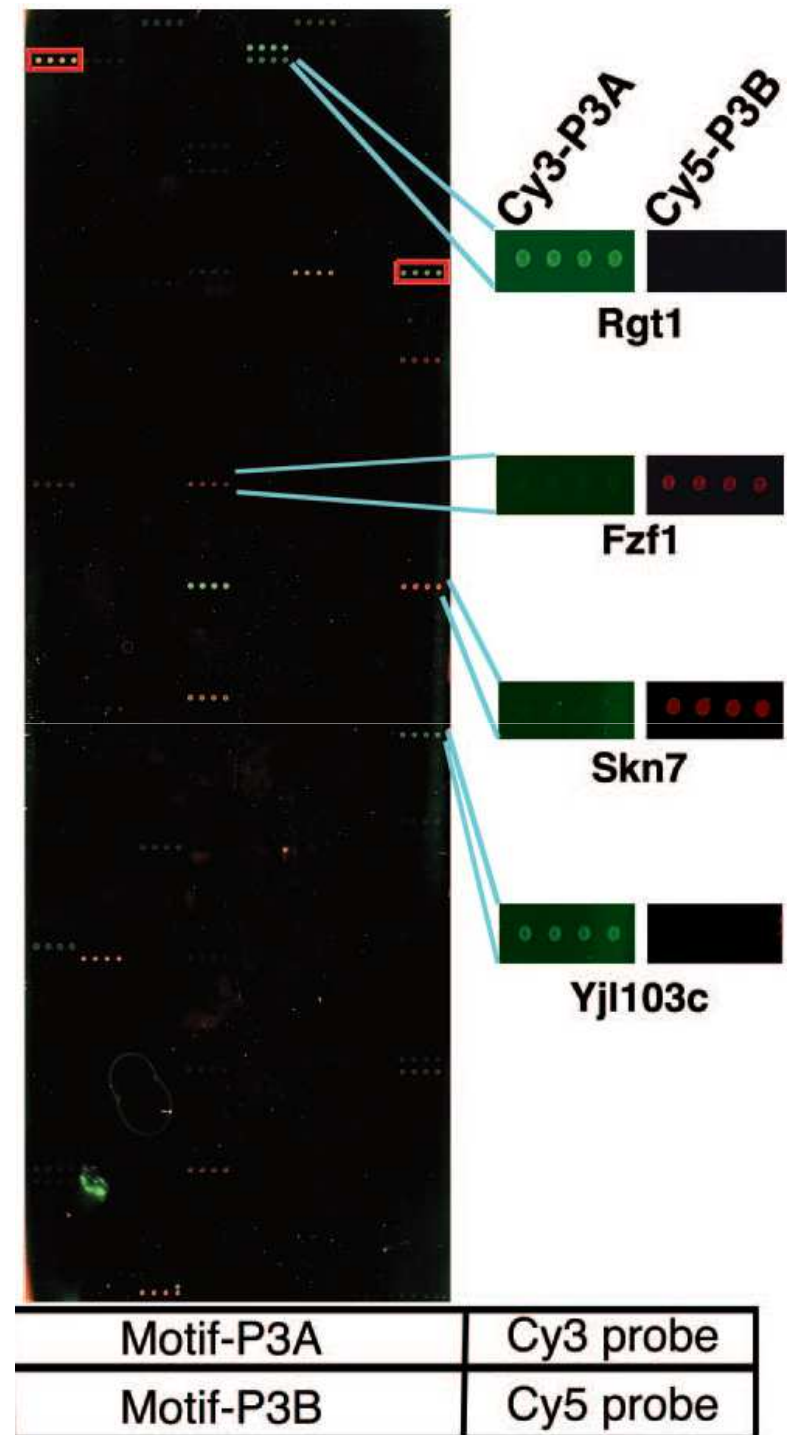 Cy3-P3A
Cy5-P3B
Rgt1
Fzf1
Skn7
Yjl103c
Motif-P3A Cy3 probe
Motif-P3B Cy5 probe